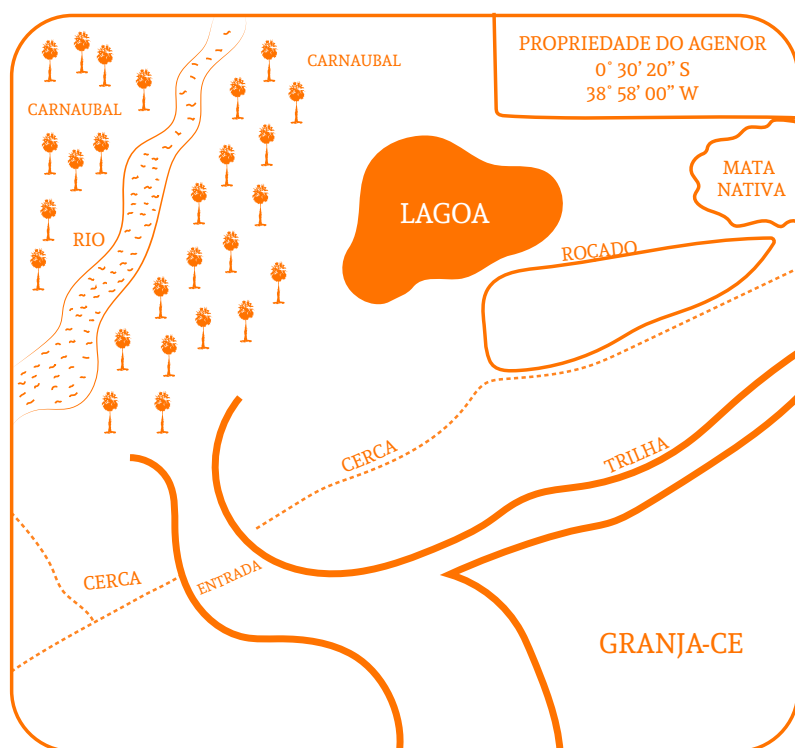 CARNAUBAL
PROPRIEDADE DO AGENOR
0° 30’ 20” S
38° 58’ 00” W
CARNAUBAL
MATA
NATIVA
LAGOA
RIO
ROÇADO
CERCA
TRILHA
ENTRADA
CERCA
GRANJA-CE